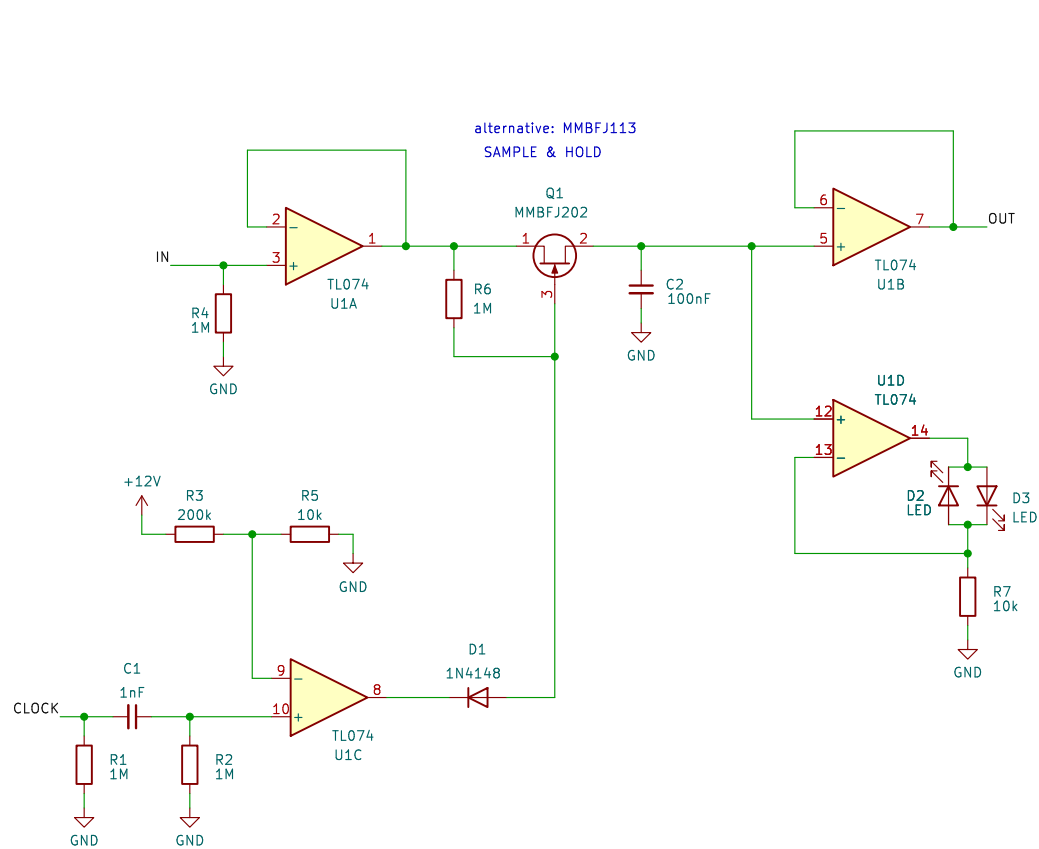 alternative: MMBFJ113
SAMPLE & HOLD
Q1
MMBFJ202
6
−
7
OUT
5
+
TL074
U1B
2
−
1
1
2
IN
3
+
TL074
U1A
R4
1M
GND
R6
1M
3
C2
100nF
GND
U1D
TL074
12
+
14
13
−
D2
LED
D3
LED
R7
10k
GND
+12V
R3
200k
R5
10k
GND
D1
1N4148
C1
1nF
CLOCK
9
−
8
10
+
TL074
U1C
R1
1M
R2
1M
GND
GND